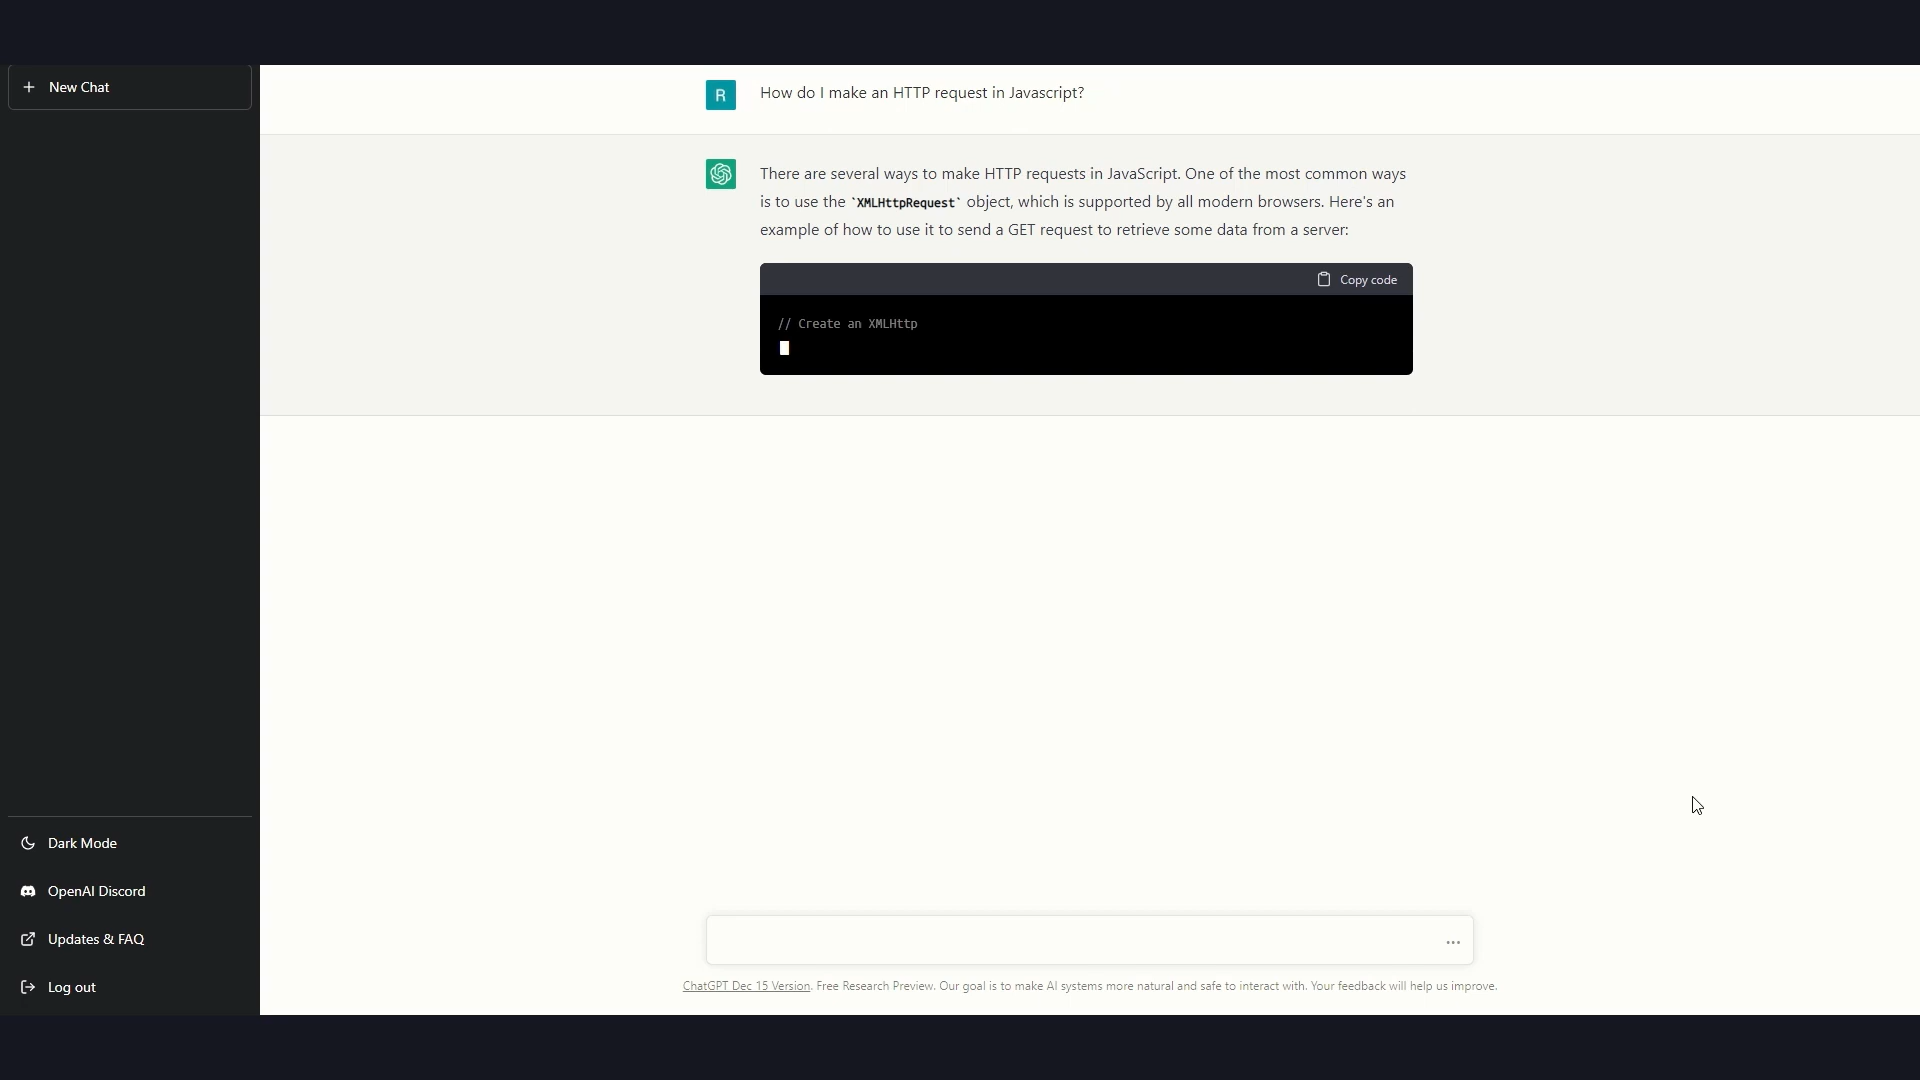 New Chat
R
How do I make an HTTP request in Javascript?
There are several ways to make HTTP requests in JavaScript. One of the most common ways
is to use the `XMLHttpRequest` object, which is supported by all modern browsers. Here's an
example of how to use it to send a GET request to retrieve some data from a server:
Copy code
// Create an XMLHttp
Dark Mode
OpenAI Discord
Updates & FAQ
Log out
ChatGPT Dec 15 Version. Free Research Preview. Our goal is to make AI systems more natural and safe to interact with. Your feedback will help us improve.